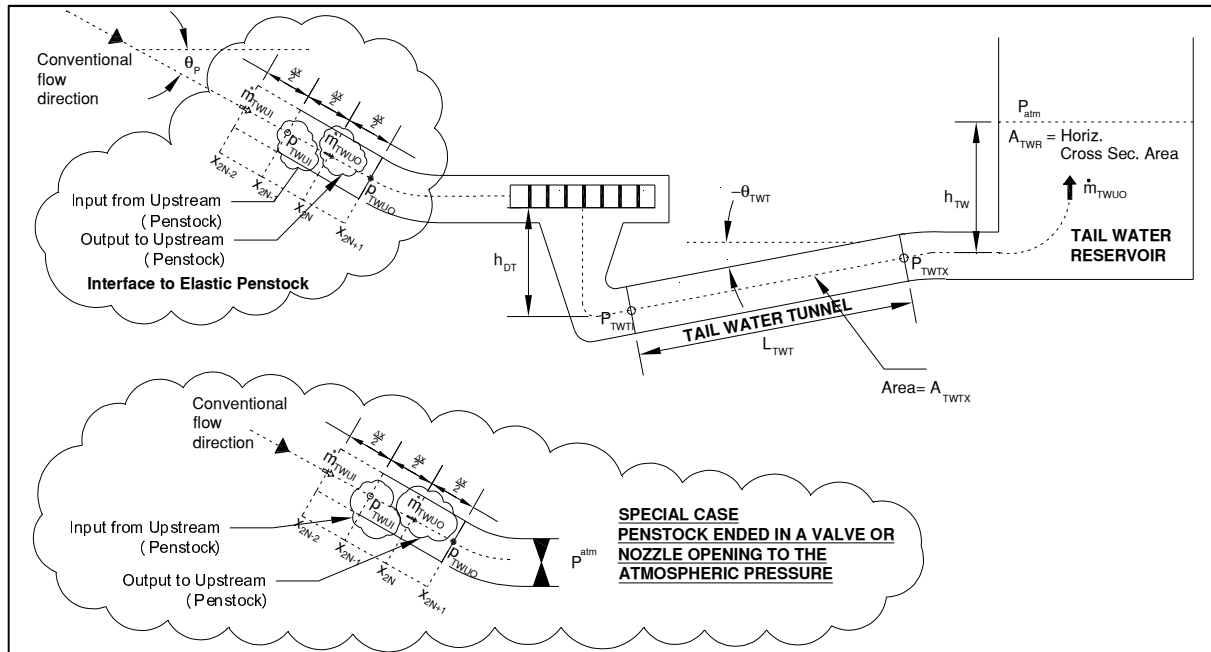 Conventional
flow
direction
θP
Δx/2
Δx/2
Δx/2
ṁTWUI
pTWUI
ṁTWUO
pTWUO
X2N-2
X2N-1
X2N
X2N+1
Input from Upstream
( Penstock)
Output to Upstream
( Penstock)
Interface to Elastic Penstock
hDT
−θTWT
PTWTI
TAIL WATER TUNNEL
LTWT
PTWTX
Area= ATWTX
Patm
ATWR = Horiz.
Cross Sec. Area
hTW
ṁTWUO
TAIL WATER
RESERVOIR
Conventional
flow
direction
Δx/2
Δx/2
Δx/2
ṁTWUI
pTWUI
ṁTWUO
pTWUO
X2N-2
X2N-1
X2N
X2N+1
Input from Upstream
( Penstock)
Output to Upstream
( Penstock)
Patm
SPECIAL CASE
PENSTOCK ENDED IN A VALVE OR
NOZZLE OPENING TO THE
ATMOSPHERIC PRESSURE